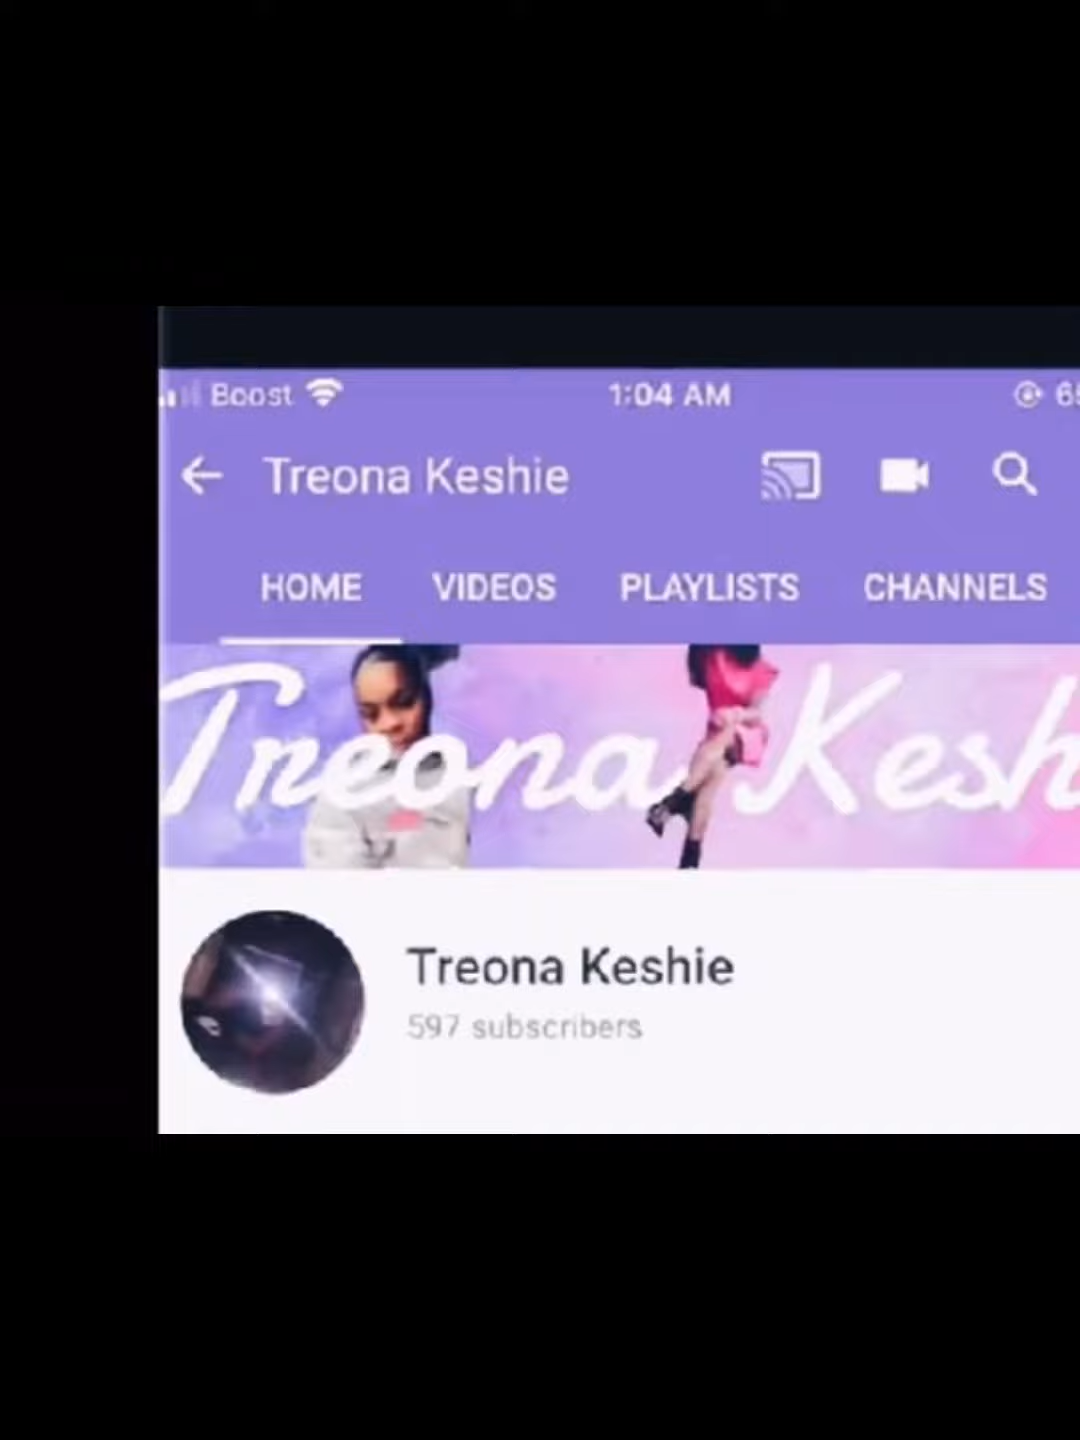 Boost 1:04 AM
Treona Keshie
HOME VIDEOS PLAYLISTS CHANNELS
Treona Kesh
Treona Keshie
597 subscribers